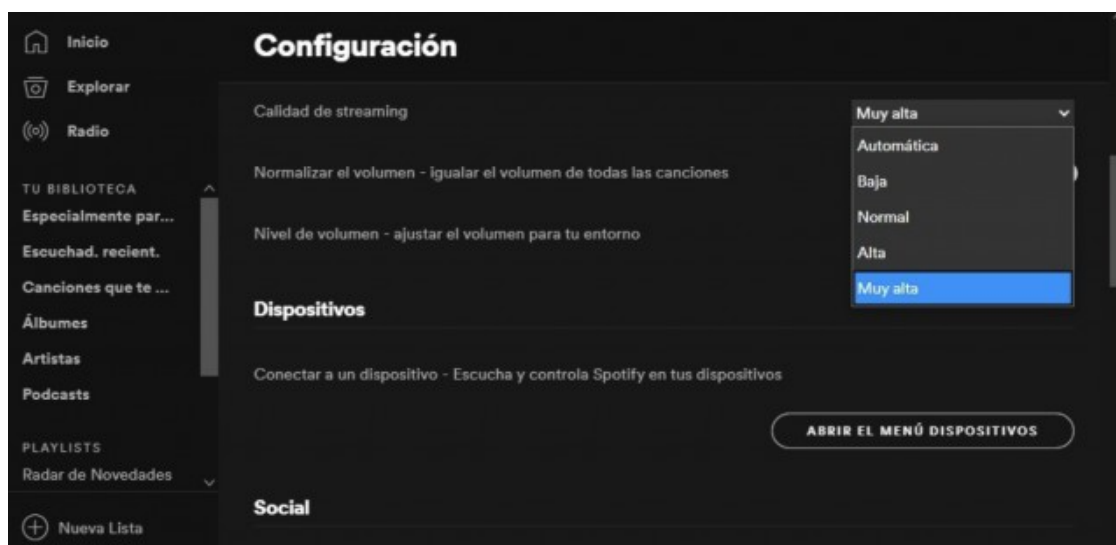 Inicio
Explorar
Radio
TU BIBLIOTECA
Especialmente par...
Escuchad. recient.
Canciones que te ...
Álbumes
Artistas
Podcasts
PLAYLISTS
Radar de Novedades
Nueva Lista
Configuración
Calidad de streaming
Muy alta
Automática
Baja
Normal
Alta
Muy alta
Normalizar el volumen - igualar el volumen de todas las canciones
Nivel de volumen - ajustar el volumen para tu entorno
Dispositivos
Conectar a un dispositivo - Escucha y controla Spotify en tus dispositivos
ABRIR EL MENÚ DISPOSITIVOS
Social